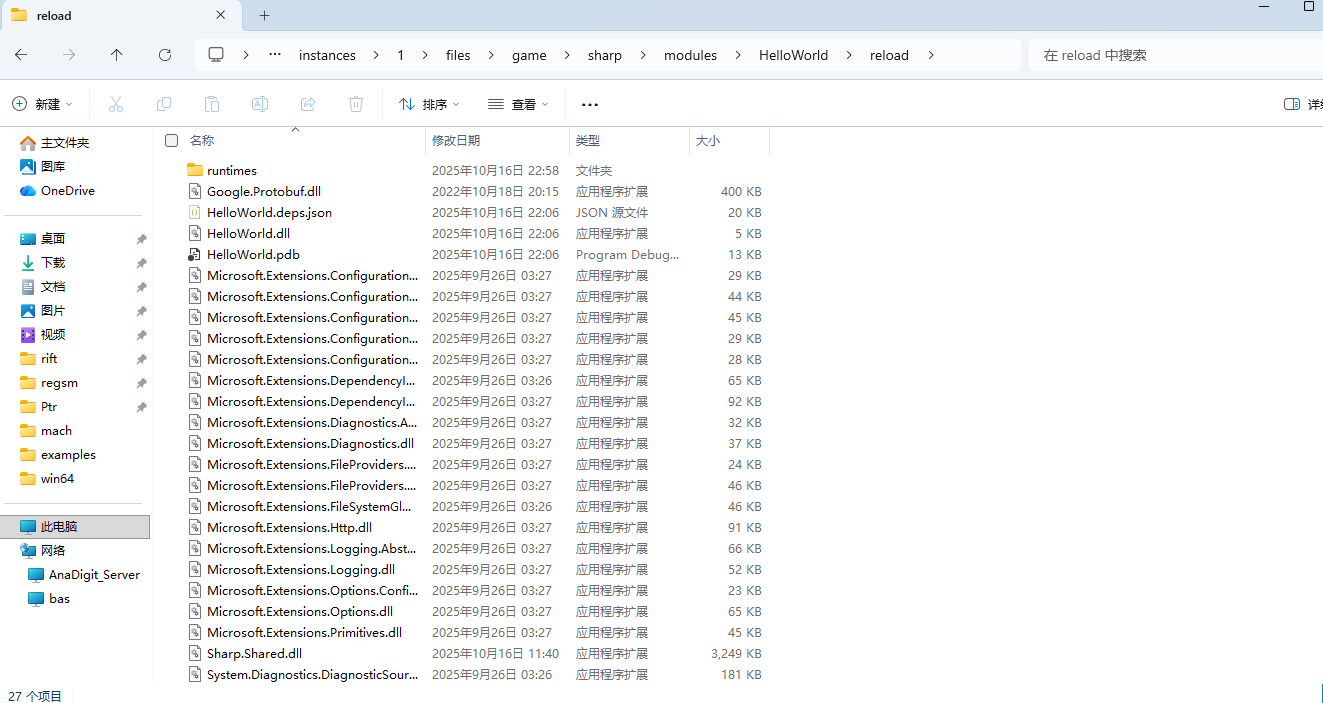 reload
··· instances 1 files game sharp modules HelloWorld reload
在 reload 中搜索
新建 排序 查看 ···
名称 修改日期 类型 大小
主文件夹
图库
OneDrive
桌面
下载
文档
图片
视频
rift
regsm
Ptr
mach
examples
win64
此电脑
网络
AnaDigit_Server
bas
runtimes 2025年10月16日 22:58 文件夹
Google.Protobuf.dll 2022年10月18日 20:15 应用程序扩展 400 KB
HelloWorld.deps.json 2025年10月16日 22:06 JSON 源文件 20 KB
HelloWorld.dll 2025年10月16日 22:06 应用程序扩展 5 KB
HelloWorld.pdb 2025年10月16日 22:06 Program Debug... 13 KB
Microsoft.Extensions.Configuration... 2025年9月26日 03:27 应用程序扩展 29 KB
Microsoft.Extensions.Configuration... 2025年9月26日 03:27 应用程序扩展 44 KB
Microsoft.Extensions.Configuration... 2025年9月26日 03:27 应用程序扩展 45 KB
Microsoft.Extensions.Configuration... 2025年9月26日 03:27 应用程序扩展 29 KB
Microsoft.Extensions.Configuration... 2025年9月26日 03:27 应用程序扩展 28 KB
Microsoft.Extensions.DependencyI... 2025年9月26日 03:26 应用程序扩展 65 KB
Microsoft.Extensions.DependencyI... 2025年9月26日 03:27 应用程序扩展 92 KB
Microsoft.Extensions.Diagnostics.A... 2025年9月26日 03:27 应用程序扩展 32 KB
Microsoft.Extensions.Diagnostics.dll 2025年9月26日 03:27 应用程序扩展 37 KB
Microsoft.Extensions.FileProviders.... 2025年9月26日 03:27 应用程序扩展 24 KB
Microsoft.Extensions.FileProviders.... 2025年9月26日 03:27 应用程序扩展 46 KB
Microsoft.Extensions.FileSystemGl... 2025年9月26日 03:26 应用程序扩展 46 KB
Microsoft.Extensions.Http.dll 2025年9月26日 03:27 应用程序扩展 91 KB
Microsoft.Extensions.Logging.Abst... 2025年9月26日 03:27 应用程序扩展 66 KB
Microsoft.Extensions.Logging.dll 2025年9月26日 03:27 应用程序扩展 52 KB
Microsoft.Extensions.Options.Confi... 2025年9月26日 03:27 应用程序扩展 23 KB
Microsoft.Extensions.Options.dll 2025年9月26日 03:27 应用程序扩展 65 KB
Microsoft.Extensions.Primitives.dll 2025年9月26日 03:27 应用程序扩展 45 KB
Sharp.Shared.dll 2025年10月16日 11:40 应用程序扩展 3,249 KB
System.Diagnostics.DiagnosticSour... 2025年9月26日 03:26 应用程序扩展 181 KB
27 个项目